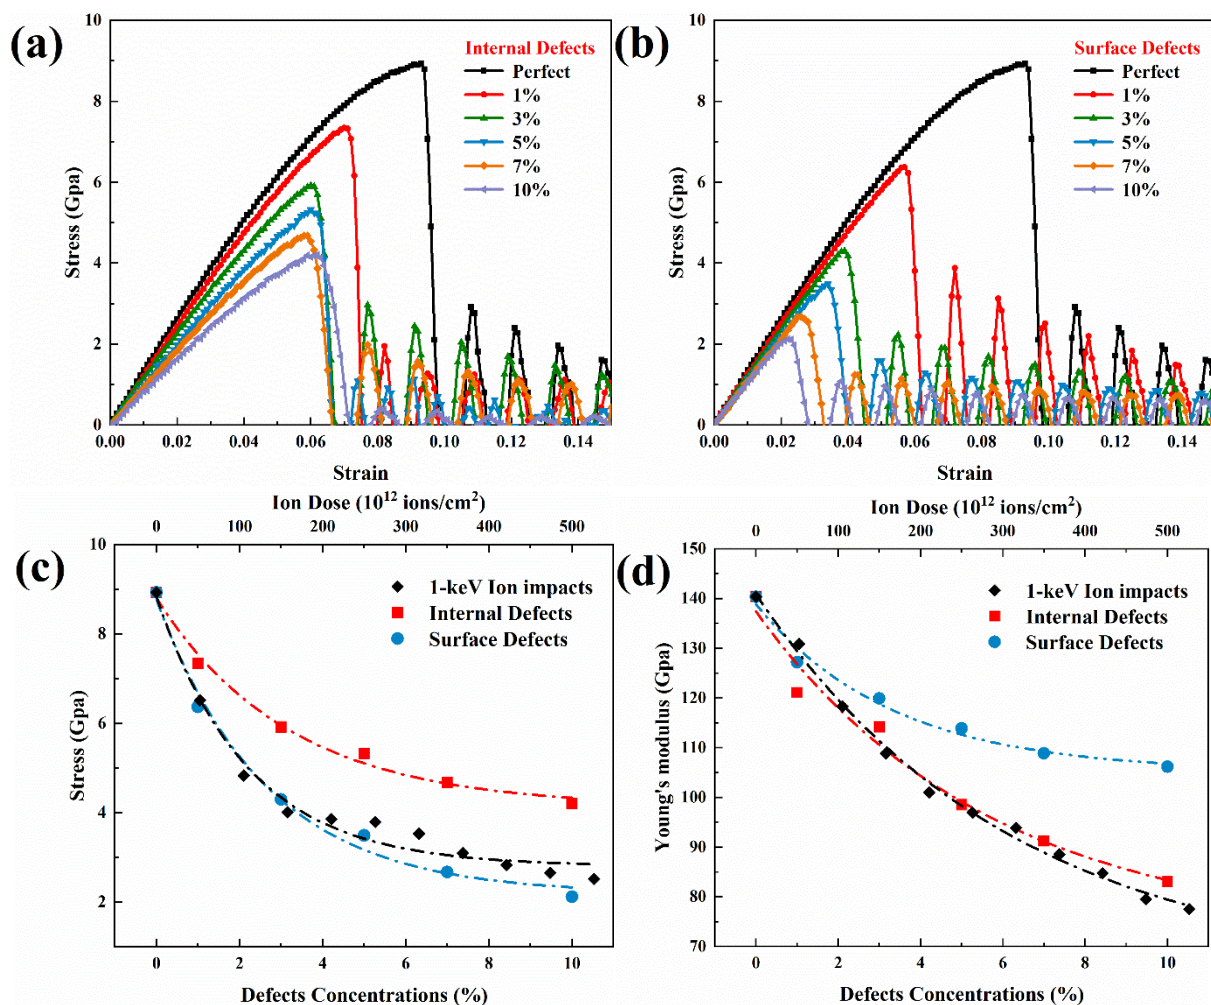 (a)
10
8
6
4
2
0
Stress (Gpa)
Internal Defects
Perfect
1%
3%
5%
7%
10%
0.00 0.02 0.04 0.06 0.08 0.10 0.12 0.14
Strain
(b)
10
8
6
4
2
0
Stress (Gpa)
Surface Defects
Perfect
1%
3%
5%
7%
10%
0.00 0.02 0.04 0.06 0.08 0.10 0.12 0.14
Strain
(c)
Ion Dose (10¹² ions/cm²)
0 100 200 300 400 500
10
8
6
4
2
Stress (Gpa)
1-keV Ion impacts
Internal Defects
Surface Defects
0 2 4 6 8 10
Defects Concentrations (%)
(d)
Ion Dose (10¹² ions/cm²)
0 100 200 300 400 500
150
140
130
120
110
100
90
80
70
Young's modulus (Gpa)
1-keV Ion impacts
Internal Defects
Surface Defects
0 2 4 6 8 10
Defects Concentrations (%)